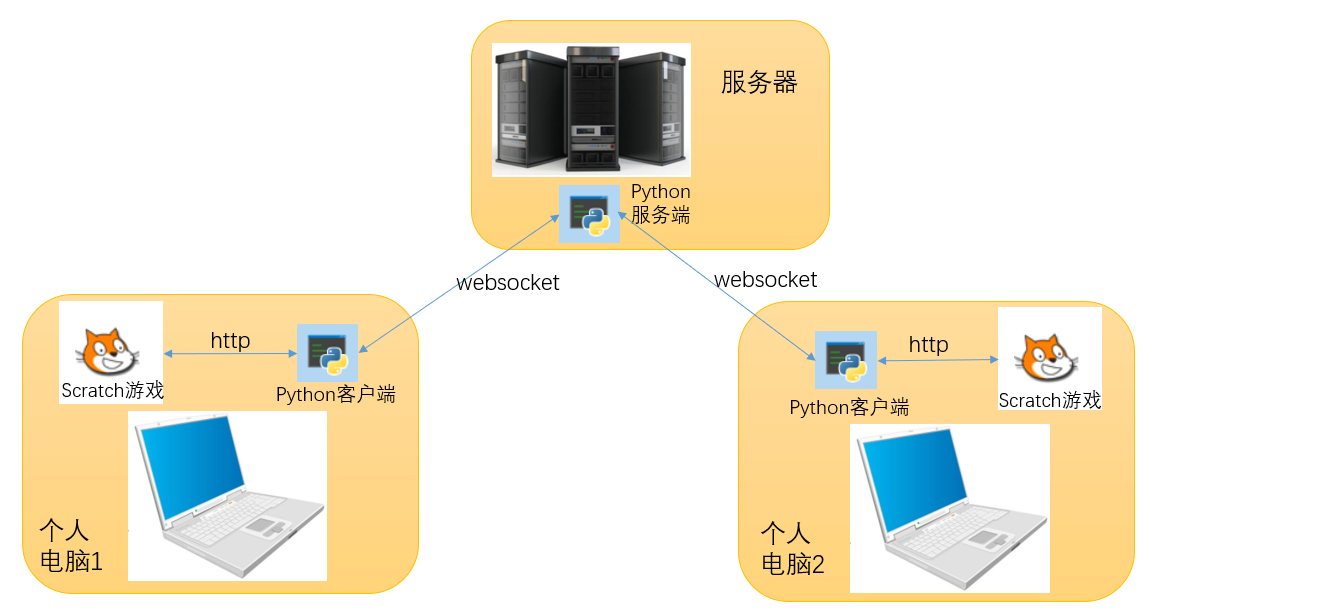 服务器
Python
服务端
websocket
websocket
http
Scratch游戏
Python客户端
个人
电脑1
http
Python客户端
Scratch游戏
个人
电脑2